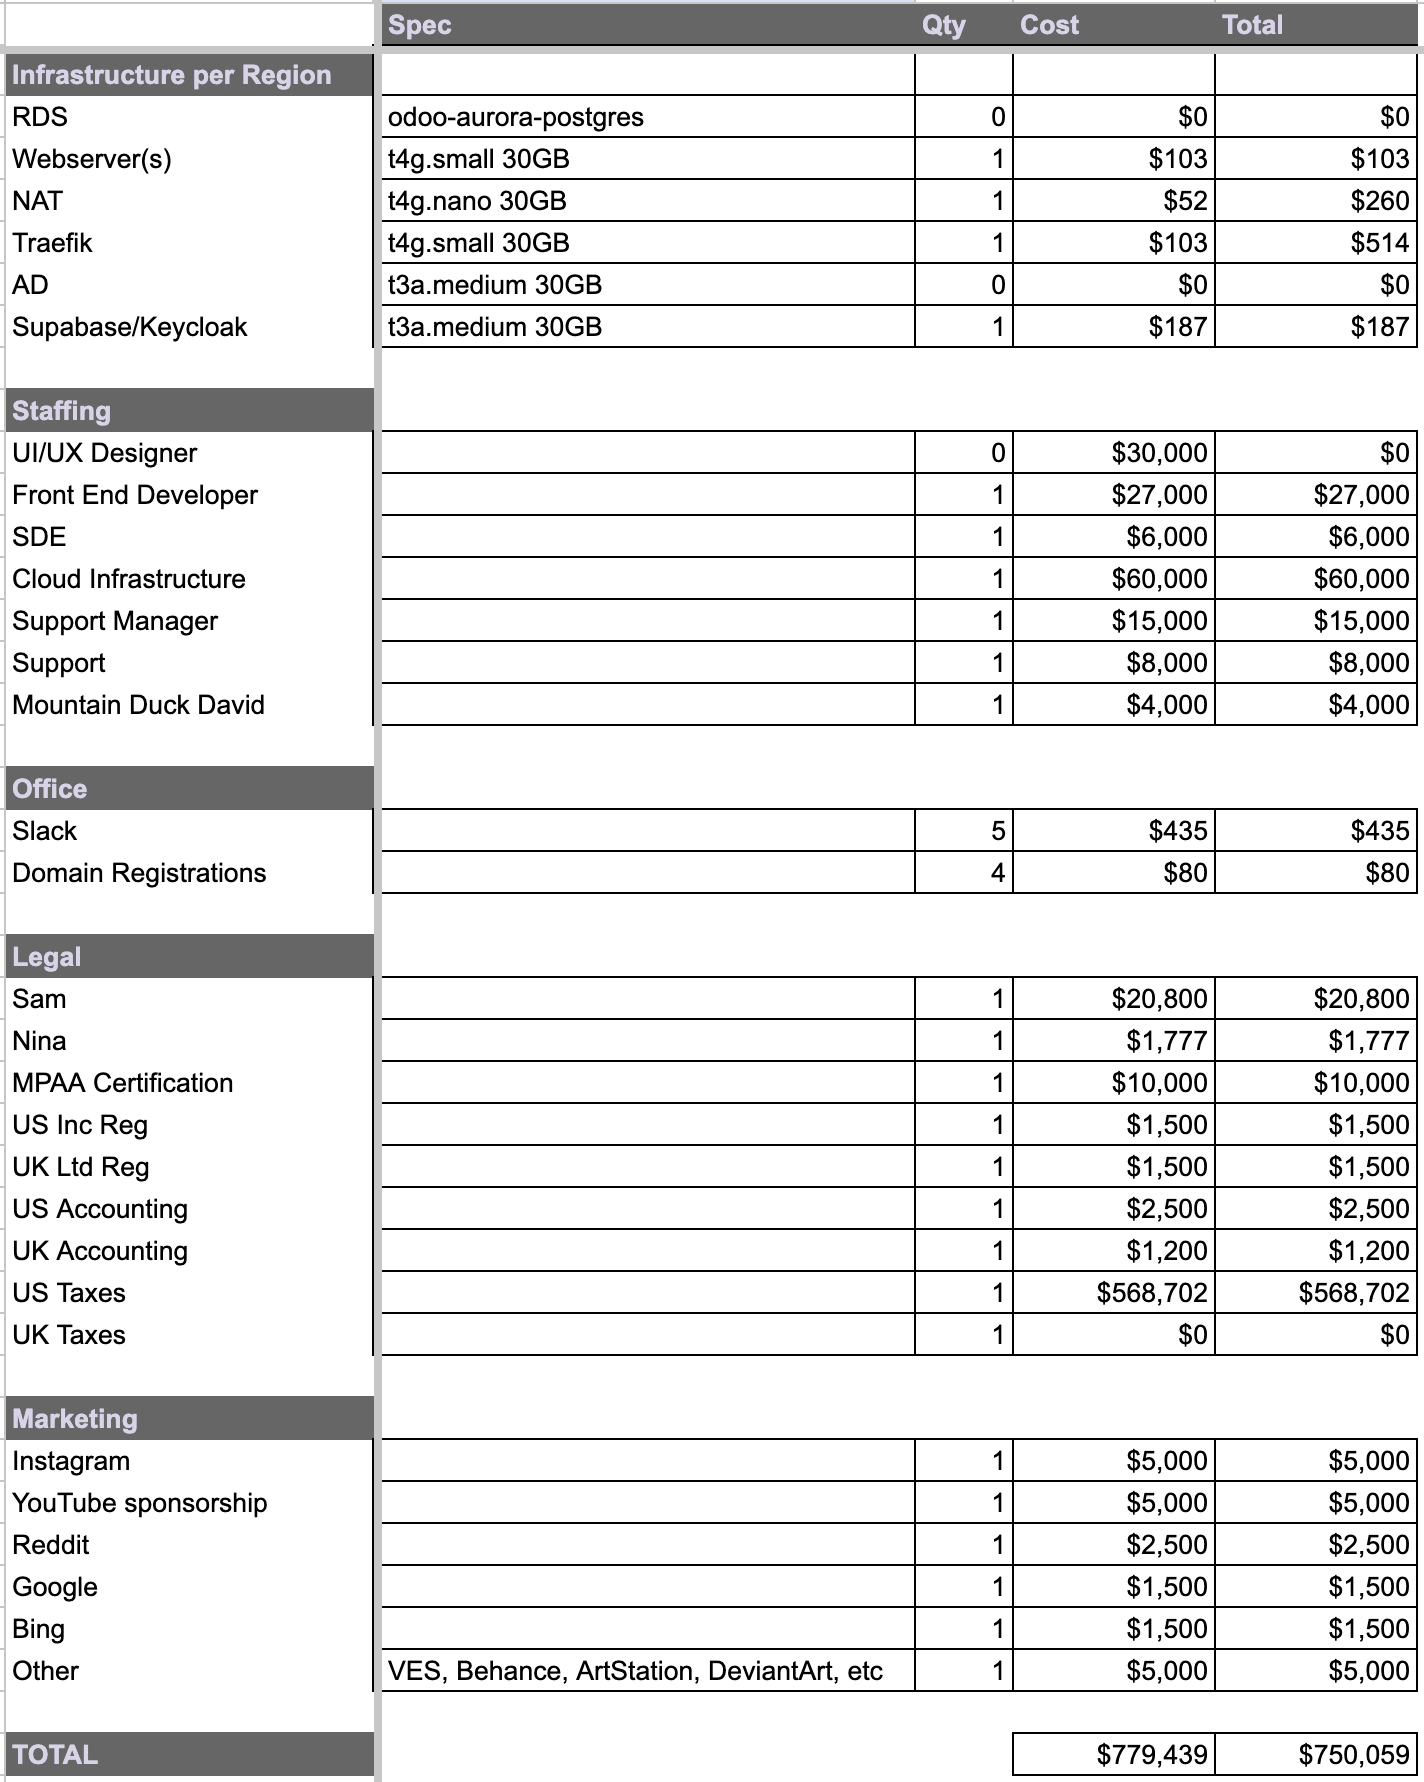 Spec Qty Cost Total
Infrastructure per Region
RDS odoo-aurora-postgres 0 $0 $0
Webserver(s) t4g.small 30GB 1 $103 $103
NAT t4g.nano 30GB 1 $52 $260
Traefik t4g.small 30GB 1 $103 $514
AD t3a.medium 30GB 0 $0 $0
Supabase/Keycloak t3a.medium 30GB 1 $187 $187
Staffing
UI/UX Designer 0 $30,000 $0
Front End Developer 1 $27,000 $27,000
SDE 1 $6,000 $6,000
Cloud Infrastructure 1 $60,000 $60,000
Support Manager 1 $15,000 $15,000
Support 1 $8,000 $8,000
Mountain Duck David 1 $4,000 $4,000
Office
Slack 5 $435 $435
Domain Registrations 4 $80 $80
Legal
Sam 1 $20,800 $20,800
Nina 1 $1,777 $1,777
MPAA Certification 1 $10,000 $10,000
US Inc Reg 1 $1,500 $1,500
UK Ltd Reg 1 $1,500 $1,500
US Accounting 1 $2,500 $2,500
UK Accounting 1 $1,200 $1,200
US Taxes 1 $568,702 $568,702
UK Taxes 1 $0 $0
Marketing
Instagram 1 $5,000 $5,000
YouTube sponsorship 1 $5,000 $5,000
Reddit 1 $2,500 $2,500
Google 1 $1,500 $1,500
Bing 1 $1,500 $1,500
Other VES, Behance, ArtStation, DeviantArt, etc 1 $5,000 $5,000
TOTAL $779,439 $750,059